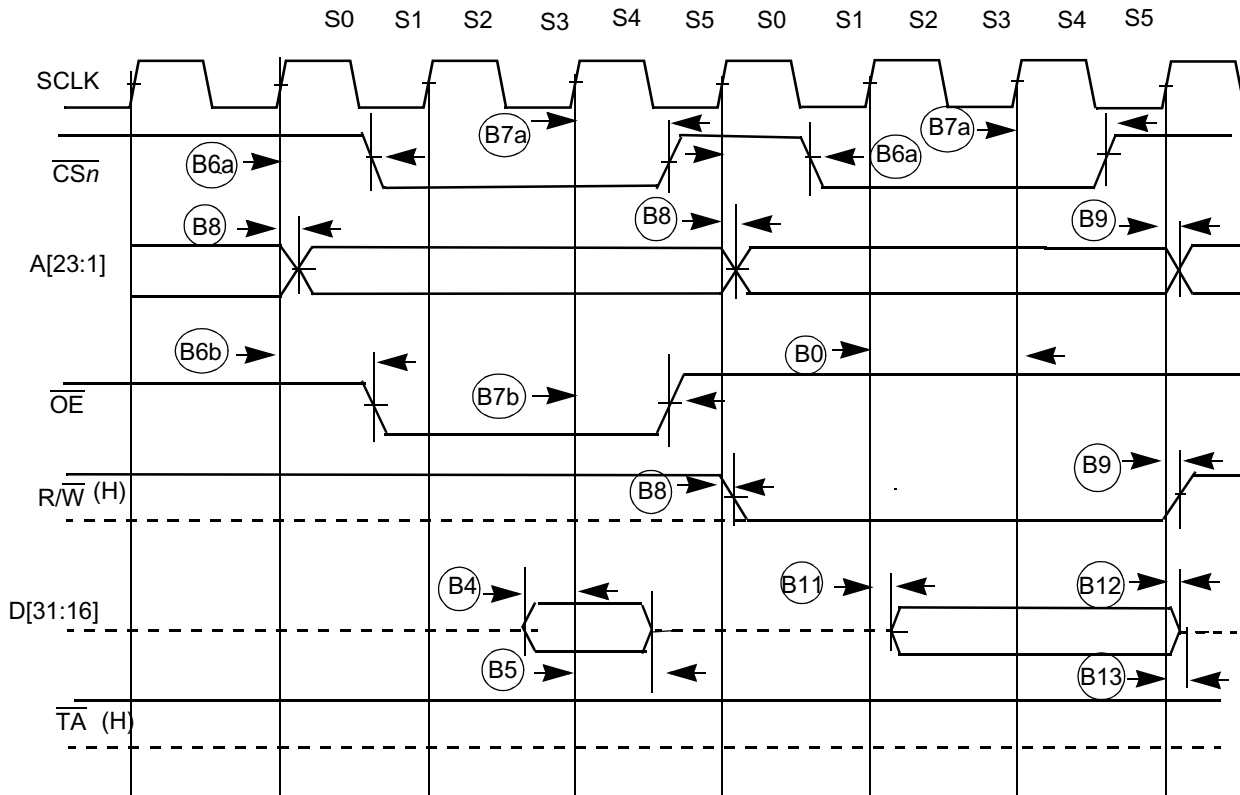 S0 S1 S2 S3 S4 S5 S0 S1 S2 S3 S4 S5
SCLK
B7a B7a
CSn B6a B6a
B8 B8 B9
A[23:1]
B6b B0
OE B7b
B9
R/W (H) B8
B4 B11 B12
D[31:16]
B5 B13
TA (H)